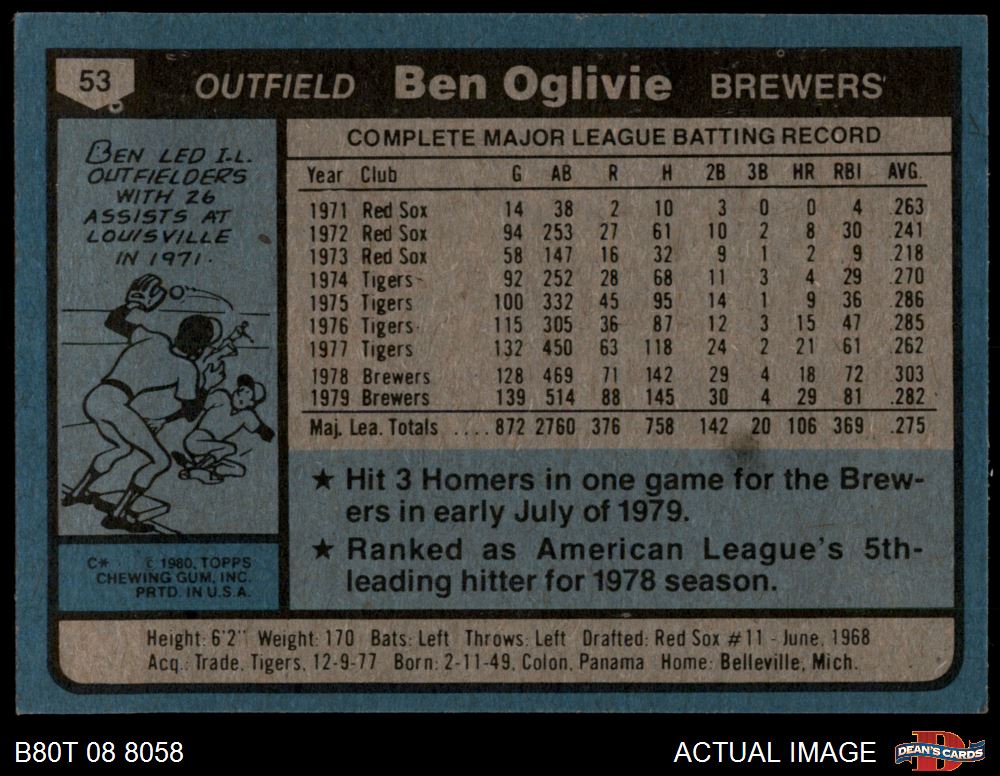 53 OUTFIELD Ben Oglivie BREWERS
BEN LED I.L.
OUTFIELDERS
WITH 26
ASSISTS AT
LOUISVILLE
IN 1971.
COMPLETE MAJOR LEAGUE BATTING RECORD
Year Club G AB R H 2B 3B HR RBI AVG.
1971 Red Sox 14 38 2 10 3 0 0 4 .263
1972 Red Sox 94 253 27 61 10 2 8 30 .241
1973 Red Sox 58 147 16 32 9 1 2 9 .218
1974 Tigers 92 252 28 68 11 3 4 29 .270
1975 Tigers 100 332 45 95 14 1 9 36 .286
1976 Tigers 115 305 36 87 12 3 15 47 .285
1977 Tigers 132 450 63 118 24 2 21 61 .262
1978 Brewers 128 469 71 142 29 4 18 72 .303
1979 Brewers 139 514 88 145 30 4 29 81 .282
Maj. Lea. Totals ....872 2760 376 758 142 20 106 369 .275
★ Hit 3 Homers in one game for the Brew-
ers in early July of 1979.
★ Ranked as American League's 5th-
leading hitter for 1978 season.
C* © 1980, TOPPS
CHEWING GUM, INC.
PRTD. IN U.S.A.
Height: 6'2" Weight: 170 Bats: Left Throws: Left Drafted: Red Sox #11 - June, 1968
Acq.: Trade, Tigers, 12-9-77 Born: 2-11-49, Colon, Panama Home: Belleville, Mich.
B80T 08 8058 ACTUAL IMAGE DEAN'S CARDS